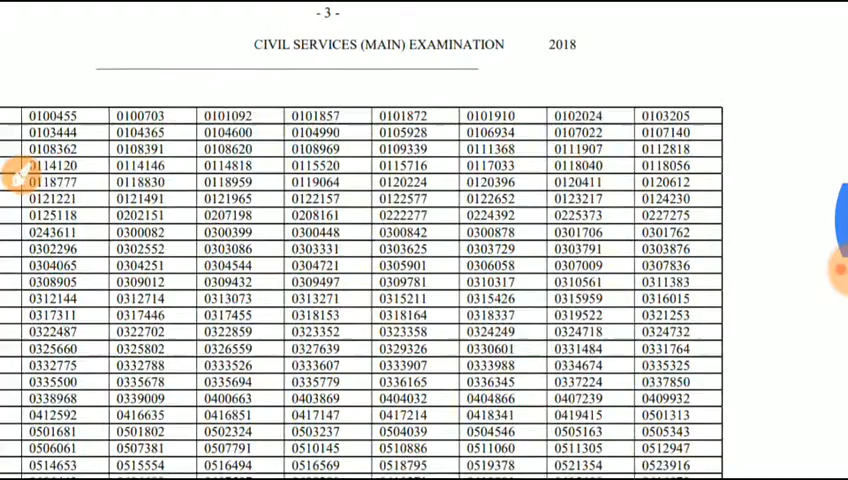 - 3 -
CIVIL SERVICES (MAIN) EXAMINATION 2018
0100455 0100703 0101092 0101857 0101872 0101910 0102024 0103205
0103444 0104365 0104600 0104990 0105928 0106934 0107022 0107140
0108362 0108391 0108620 0108969 0109339 0111368 0111907 0112818
0114120 0114146 0114818 0115520 0115716 0117033 0118040 0118056
0118777 0118830 0118959 0119064 0120224 0120396 0120411 0120612
0121221 0121491 0121965 0122157 0122577 0122652 0123217 0124230
0125118 0202151 0207198 0208161 0222277 0224392 0225373 0227275
0243611 0300082 0300399 0300448 0300842 0300878 0301706 0301762
0302296 0302552 0303086 0303331 0303625 0303729 0303791 0303876
0304065 0304251 0304544 0304721 0305901 0306058 0307009 0307836
0308905 0309012 0309432 0309497 0309781 0310317 0310561 0311383
0312144 0312714 0313073 0313271 0315211 0315426 0315959 0316015
0317311 0317446 0317455 0318153 0318164 0318337 0319522 0321253
0322487 0322702 0322859 0323352 0323358 0324249 0324718 0324732
0325660 0325802 0326559 0327639 0329326 0330601 0331484 0331764
0332775 0332788 0333526 0333607 0333907 0333988 0334674 0335325
0335500 0335678 0335694 0335779 0336165 0336345 0337224 0337850
0338968 0339009 0400663 0403869 0404032 0404866 0407239 0409932
0412592 0416635 0416851 0417147 0417214 0418341 0419415 0501313
0501681 0501802 0502324 0503237 0504039 0504546 0505163 0505343
0506061 0507381 0507791 0510145 0510886 0511060 0511305 0512947
0514653 0515554 0516494 0516569 0518795 0519378 0521354 0523916